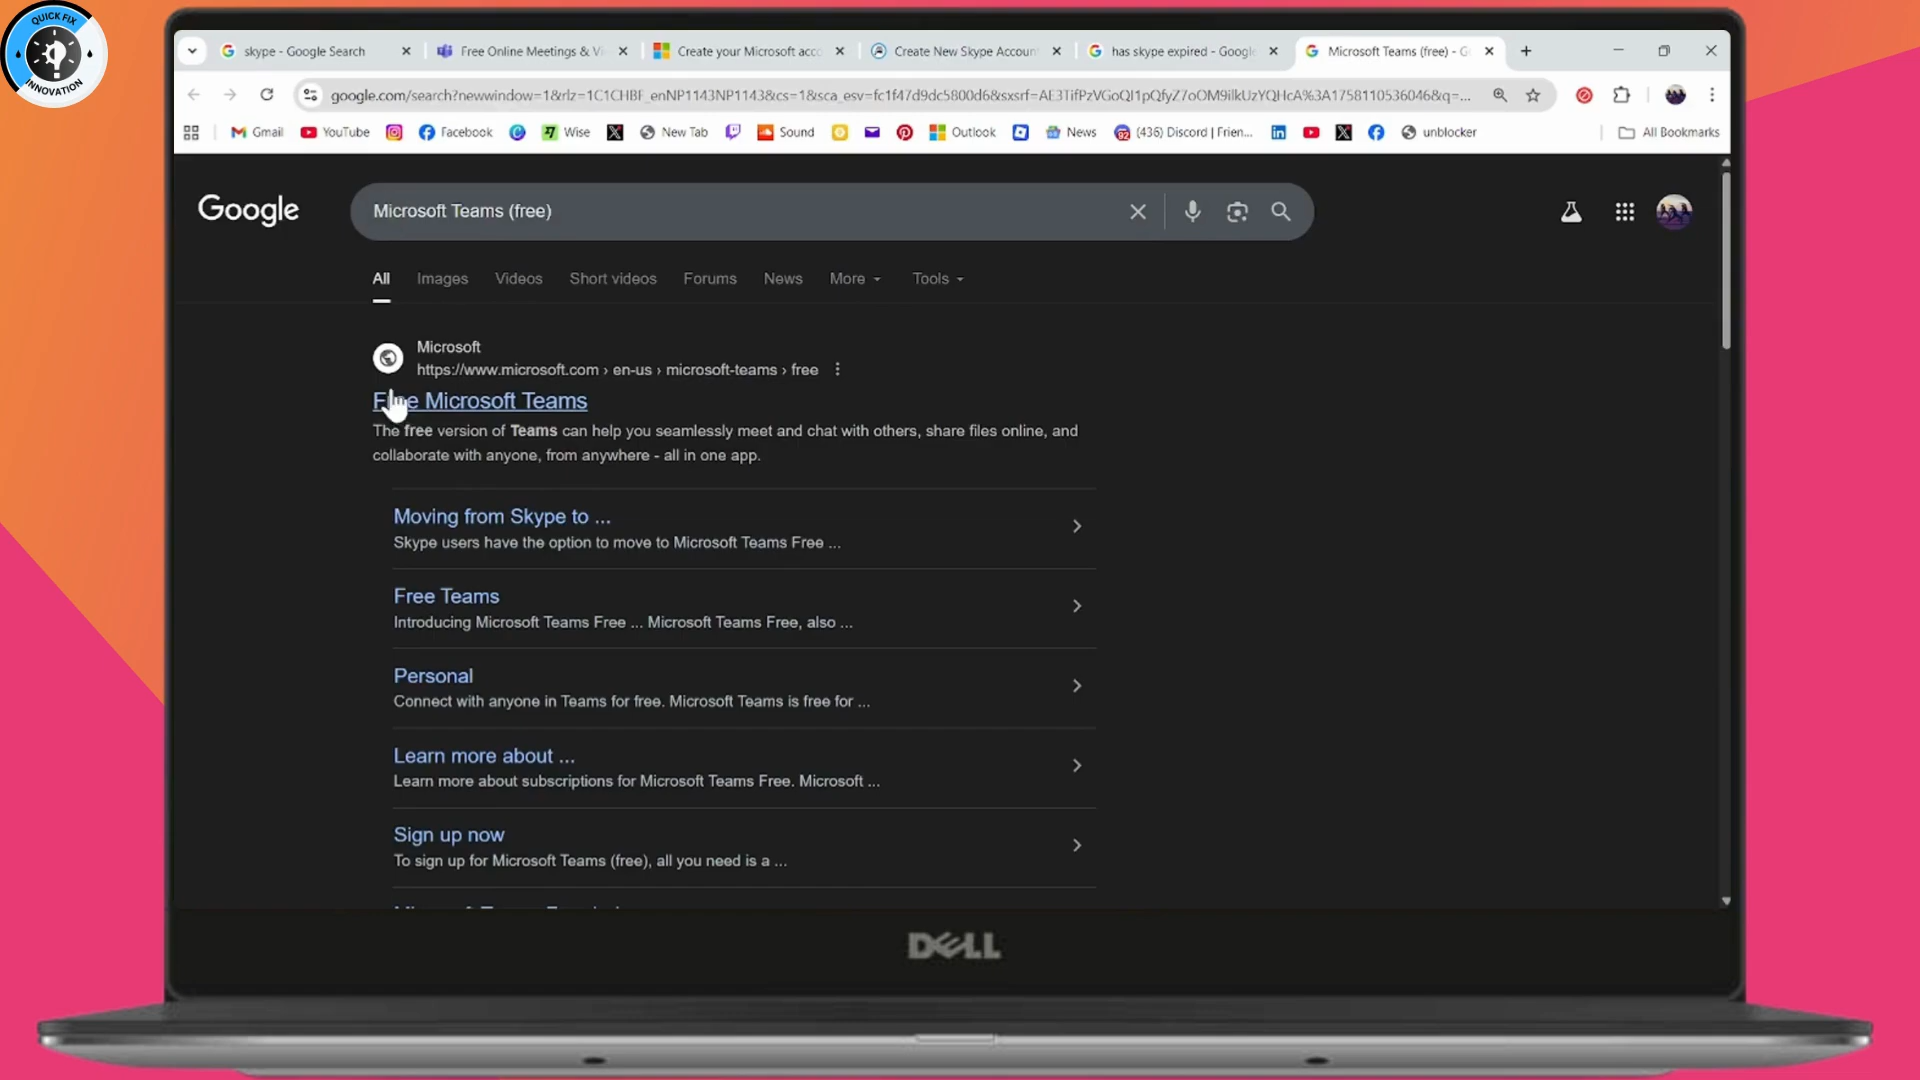 QUICK FIX
INNOVATION
skype - Google Search
Free Online Meetings & Vi
Create your Microsoft acco
Create New Skype Account
has skype expired - Google
Microsoft Teams (free) - G
google.com/search?newwindow=1&rlz=1C1CHBF_enNP1143NP1143&cs=1&sca_esv=fc1f47d9dc5800d6&sxsrf=AE3TifPzVGoQI1pQfyZ7oOM9ilkUzYQHcA%3A1758110536046&q=...
Gmail
YouTube
Facebook
Wise
New Tab
Sound
Outlook
News
(436) Discord | Frien...
unblocker
All Bookmarks
Google
Microsoft Teams (free)
All Images Videos Short videos Forums News More Tools
Microsoft
https://www.microsoft.com › en-us › microsoft-teams › free
Free Microsoft Teams
The free version of Teams can help you seamlessly meet and chat with others, share files online, and
collaborate with anyone, from anywhere - all in one app.
Moving from Skype to ...
Skype users have the option to move to Microsoft Teams Free ...
Free Teams
Introducing Microsoft Teams Free ... Microsoft Teams Free, also ...
Personal
Connect with anyone in Teams for free. Microsoft Teams is free for ...
Learn more about ...
Learn more about subscriptions for Microsoft Teams Free. Microsoft ...
Sign up now
To sign up for Microsoft Teams (free), all you need is a ...
DELL